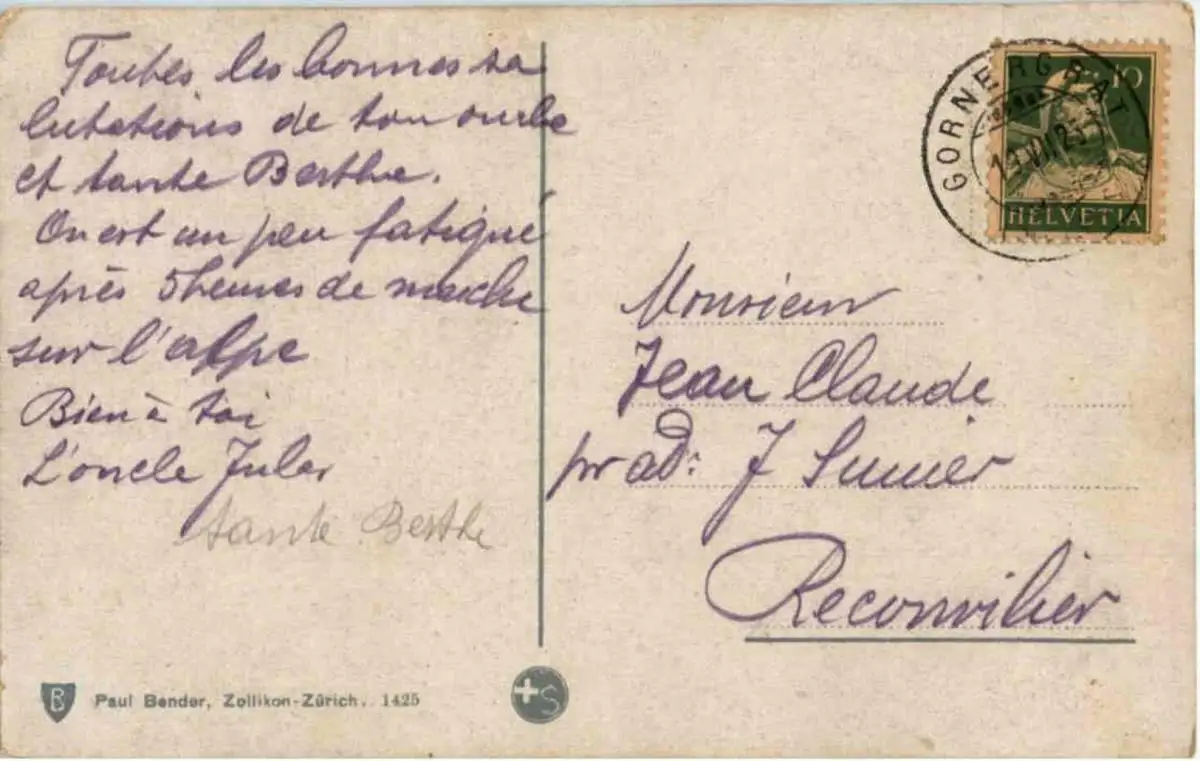 Toutes les bonnes sa
lutations de ton oncle
et tante Berthe.
On est un peu fatigué
après 5 heures de marche
sur l'alpe
Bien à toi
L'oncle Jules
tante Berthe
GORNERGRAT
10
HELVETIA
Monsieur
Jean Claude
pr ad: J Sunier
Reconvilier
B Paul Bender, Zollikon-Zürich. 1425
S